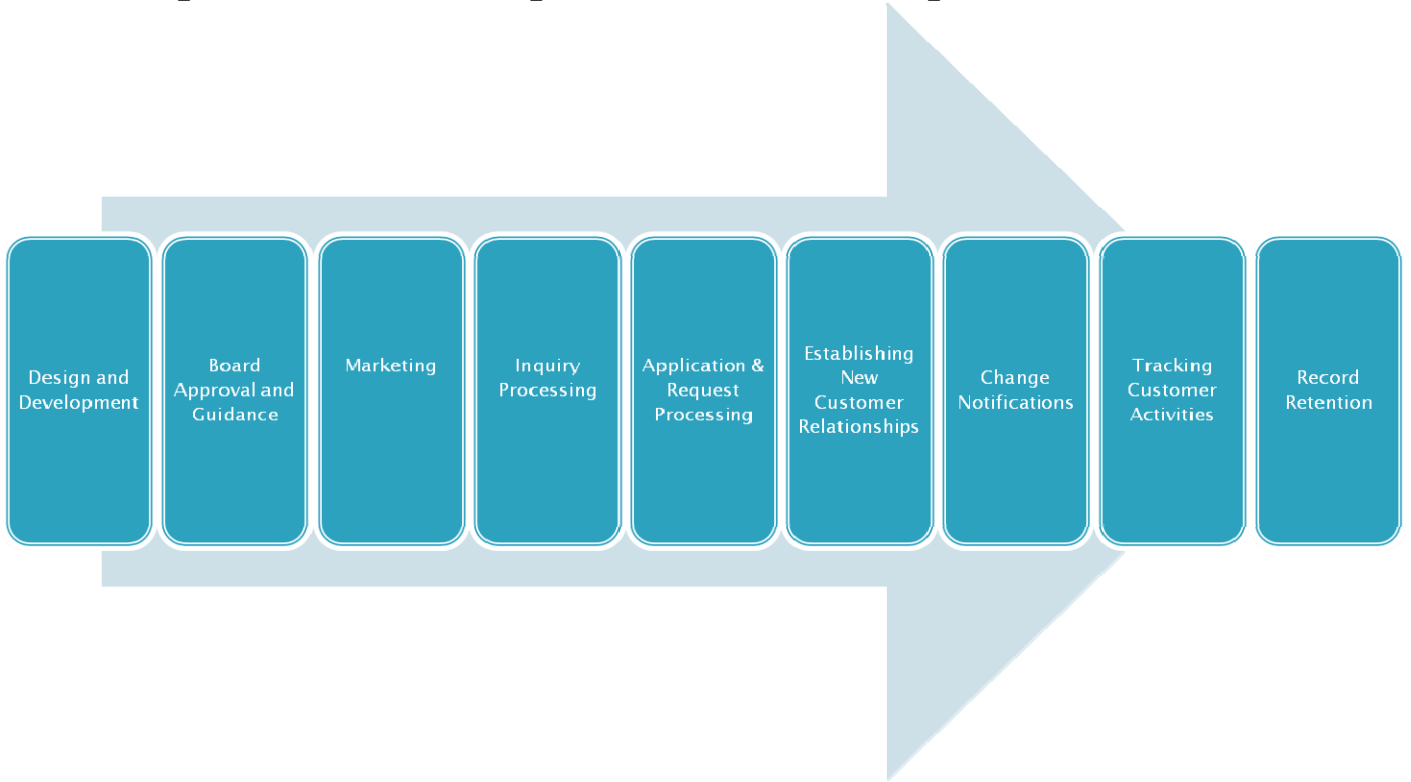 Design and
Development
Board
Approval and
Guidance
Marketing
Inquiry
Processing
Application &
Request
Processing
Establishing
New
Customer
Relationships
Change
Notifications
Tracking
Customer
Activities
Record
Retention